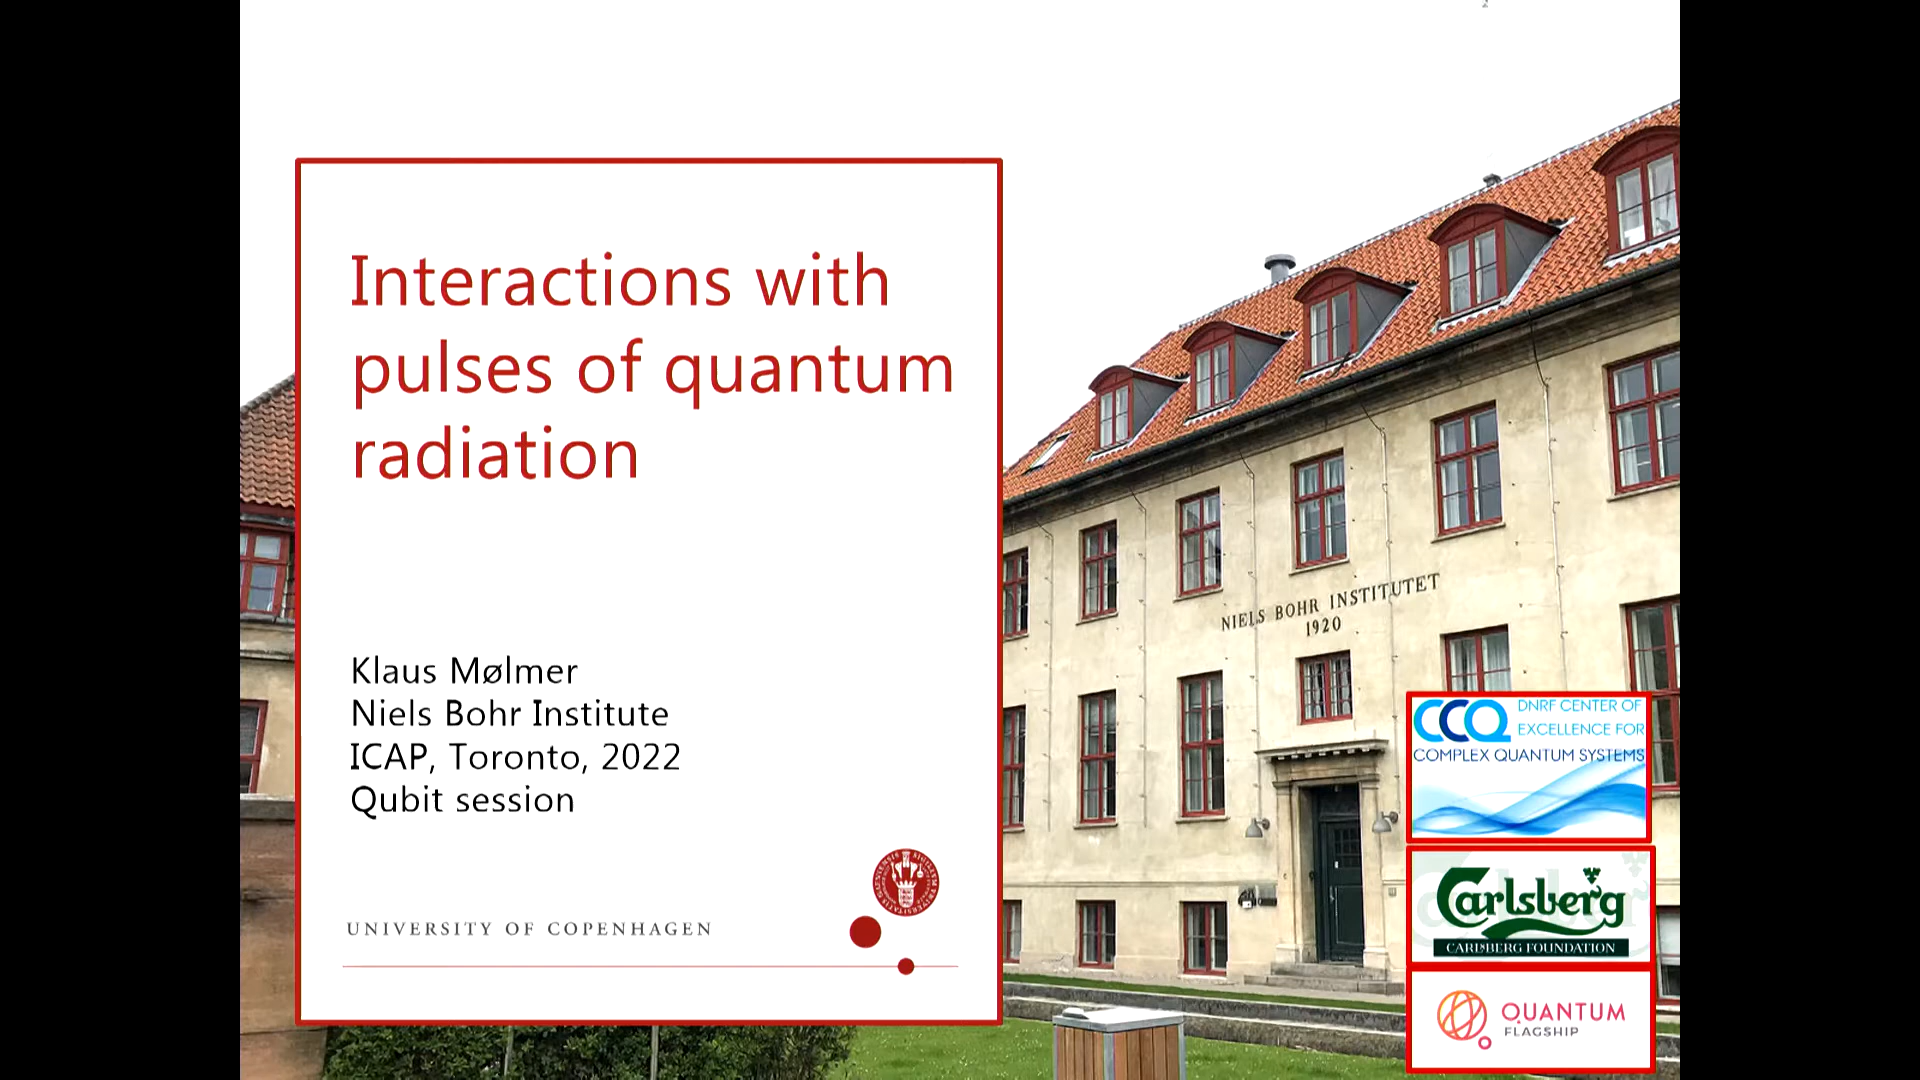 Interactions with
pulses of quantum
radiation
Klaus Mølmer
Niels Bohr Institute
ICAP, Toronto, 2022
Qubit session
UNIVERSITY OF COPENHAGEN
NIELS BOHR INSTITUTET
1920
CCQ
DNRF CENTER OF
EXCELLENCE FOR
COMPLEX QUANTUM SYSTEMS
Carlsberg
CARLSBERG FOUNDATION
QUANTUM
FLAGSHIP